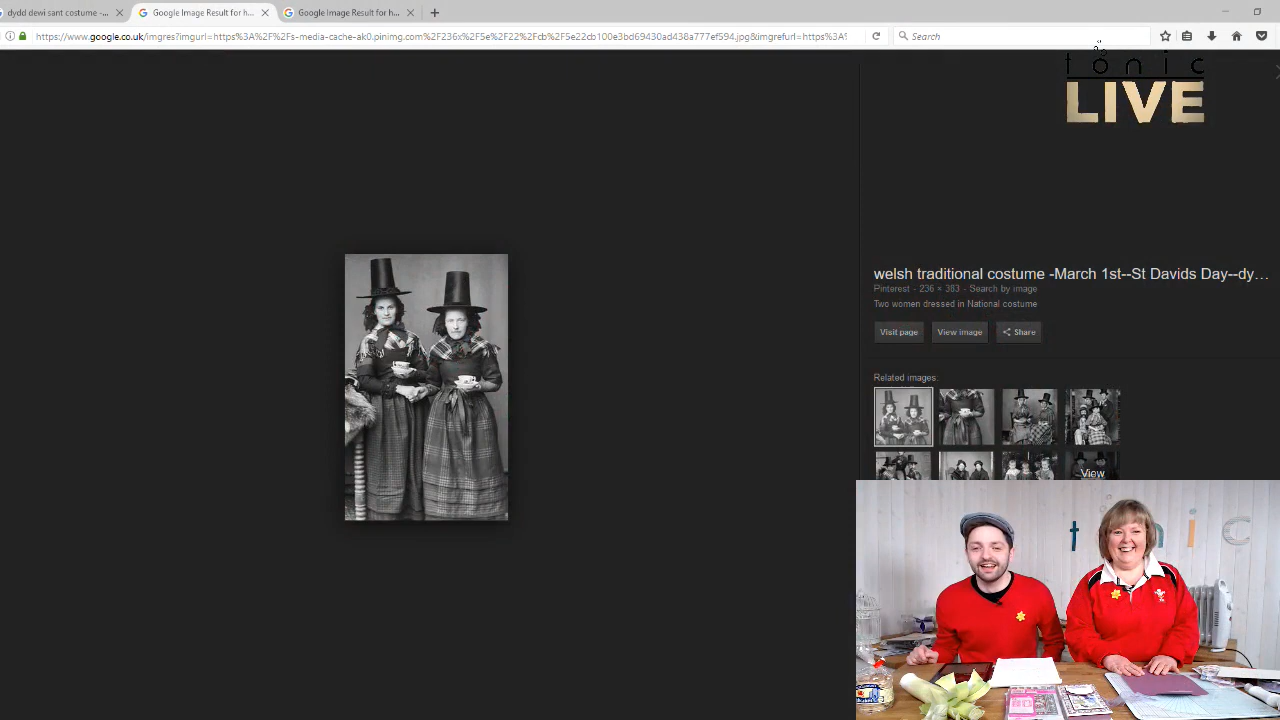 dydd dewi sant costume -...
Google Image Result for h...
Google Image Result for h...
https://www.google.co.uk/imgres?imgurl=https%3A%2F%2Fs-media-cache-ak0.pinimg.com%2F236x%2F5e%2F22%2Fcb%2F5e22cb100e3bd69430ad438a777ef594.jpg&imgrefurl=https%3A%
Search
tonic
LIVE
welsh traditional costume -March 1st--St Davids Day--dy…
Pinterest - 236 × 383 - Search by image
Two women dressed in National costume
Visit page
View image
Share
Related images:
View
tonic